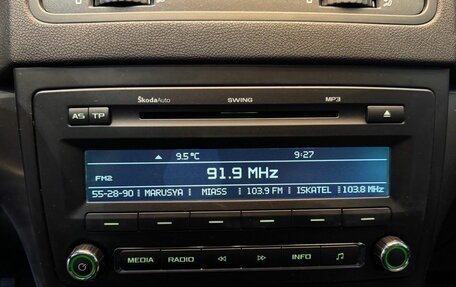 ŠkodaAuto SWING MP3
AS TP
9.5°C 9:27
FM2 91.9 MHz
55-28-90 MARUSYA MIASS 103.9 FM ISKATEL 103.8 MHz
MEDIA RADIO INFO